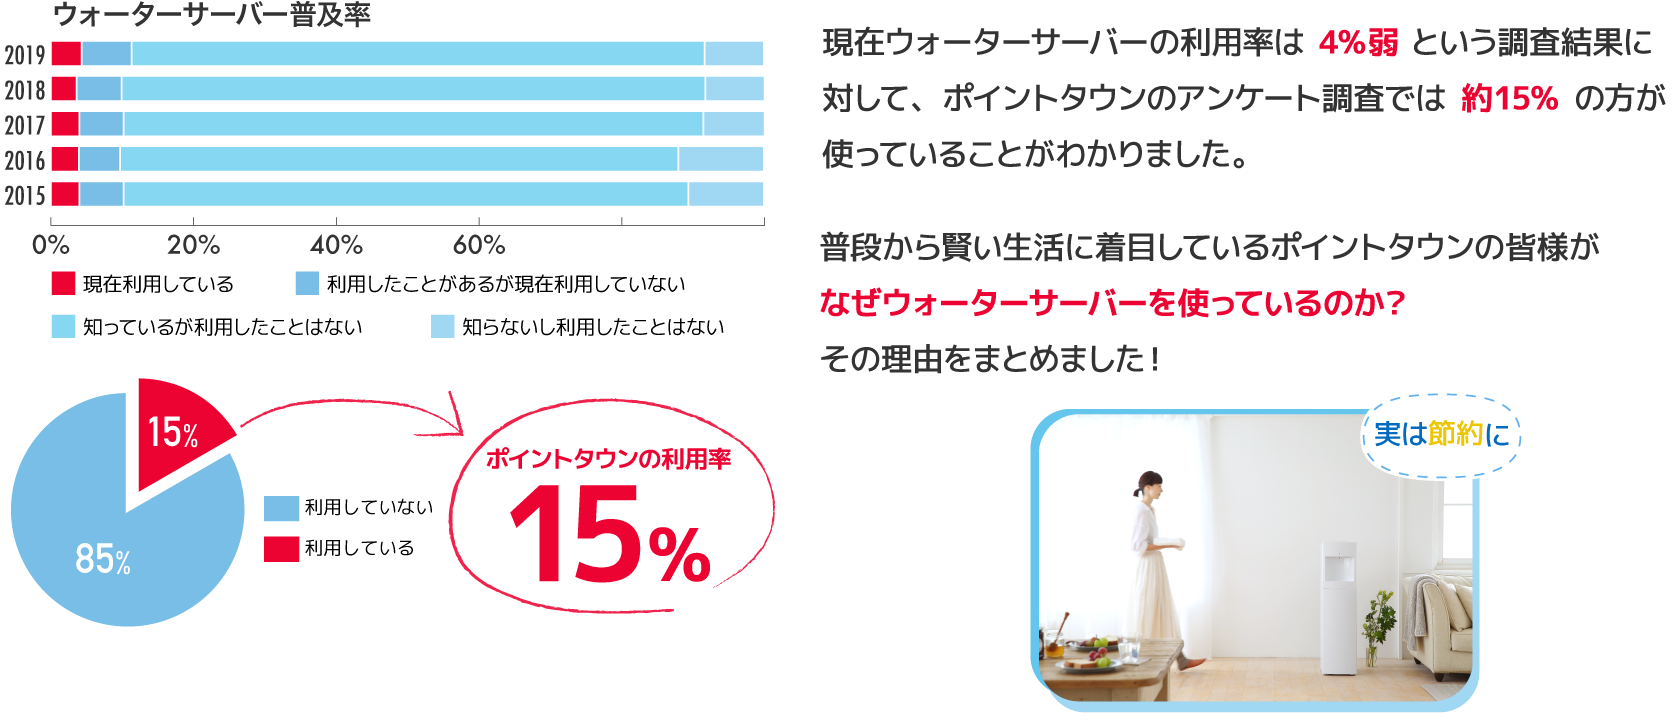 ウォーターサーバー普及率
2019
2018
2017
2016
2015
0% 20% 40% 60%
現在利用している 利用したことがあるが現在利用していない
知っているが利用したことはない 知らないし利用したことはない
15%
85%
利用していない
利用している
ポイントタウンの利用率
15%
現在ウォーターサーバーの利用率は 4%弱 という調査結果に
対して、ポイントタウンのアンケート調査では 約15% の方が
使っていることがわかりました。
普段から賢い生活に着目しているポイントタウンの皆様が
なぜウォーターサーバーを使っているのか？
その理由をまとめました！
実は節約に